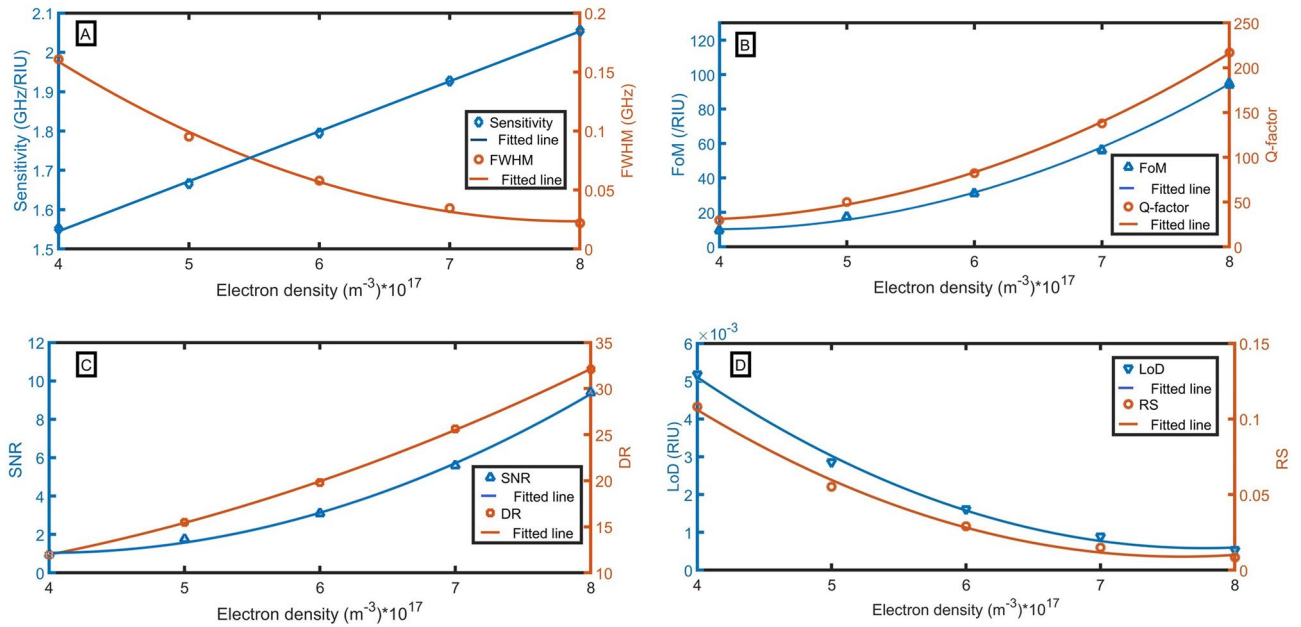 A
Sensitivity (GHz/RIU)
2.1
2
1.9
1.8
1.7
1.6
1.5
0.2
0.15
0.1
0.05
0
FWHM (GHz)
Sensitivity
Fitted line
FWHM
Fitted line
4 5 6 7 8
Electron density (m⁻³)*10¹⁷
B
FoM (/RIU)
120
100
80
60
40
20
0
250
200
150
100
50
0
Q-factor
FoM
Fitted line
Q-factor
Fitted line
4 5 6 7 8
Electron density (m⁻³)*10¹⁷
C
SNR
12
10
8
6
4
2
0
35
30
25
20
15
10
DR
SNR
Fitted line
DR
Fitted line
4 5 6 7 8
Electron density (m⁻³)*10¹⁷
×10⁻³
D
LoD (RIU)
6
5
4
3
2
1
0
0.15
0.1
0.05
0
RS
LoD
Fitted line
RS
Fitted line
4 5 6 7 8
Electron density (m⁻³)*10¹⁷